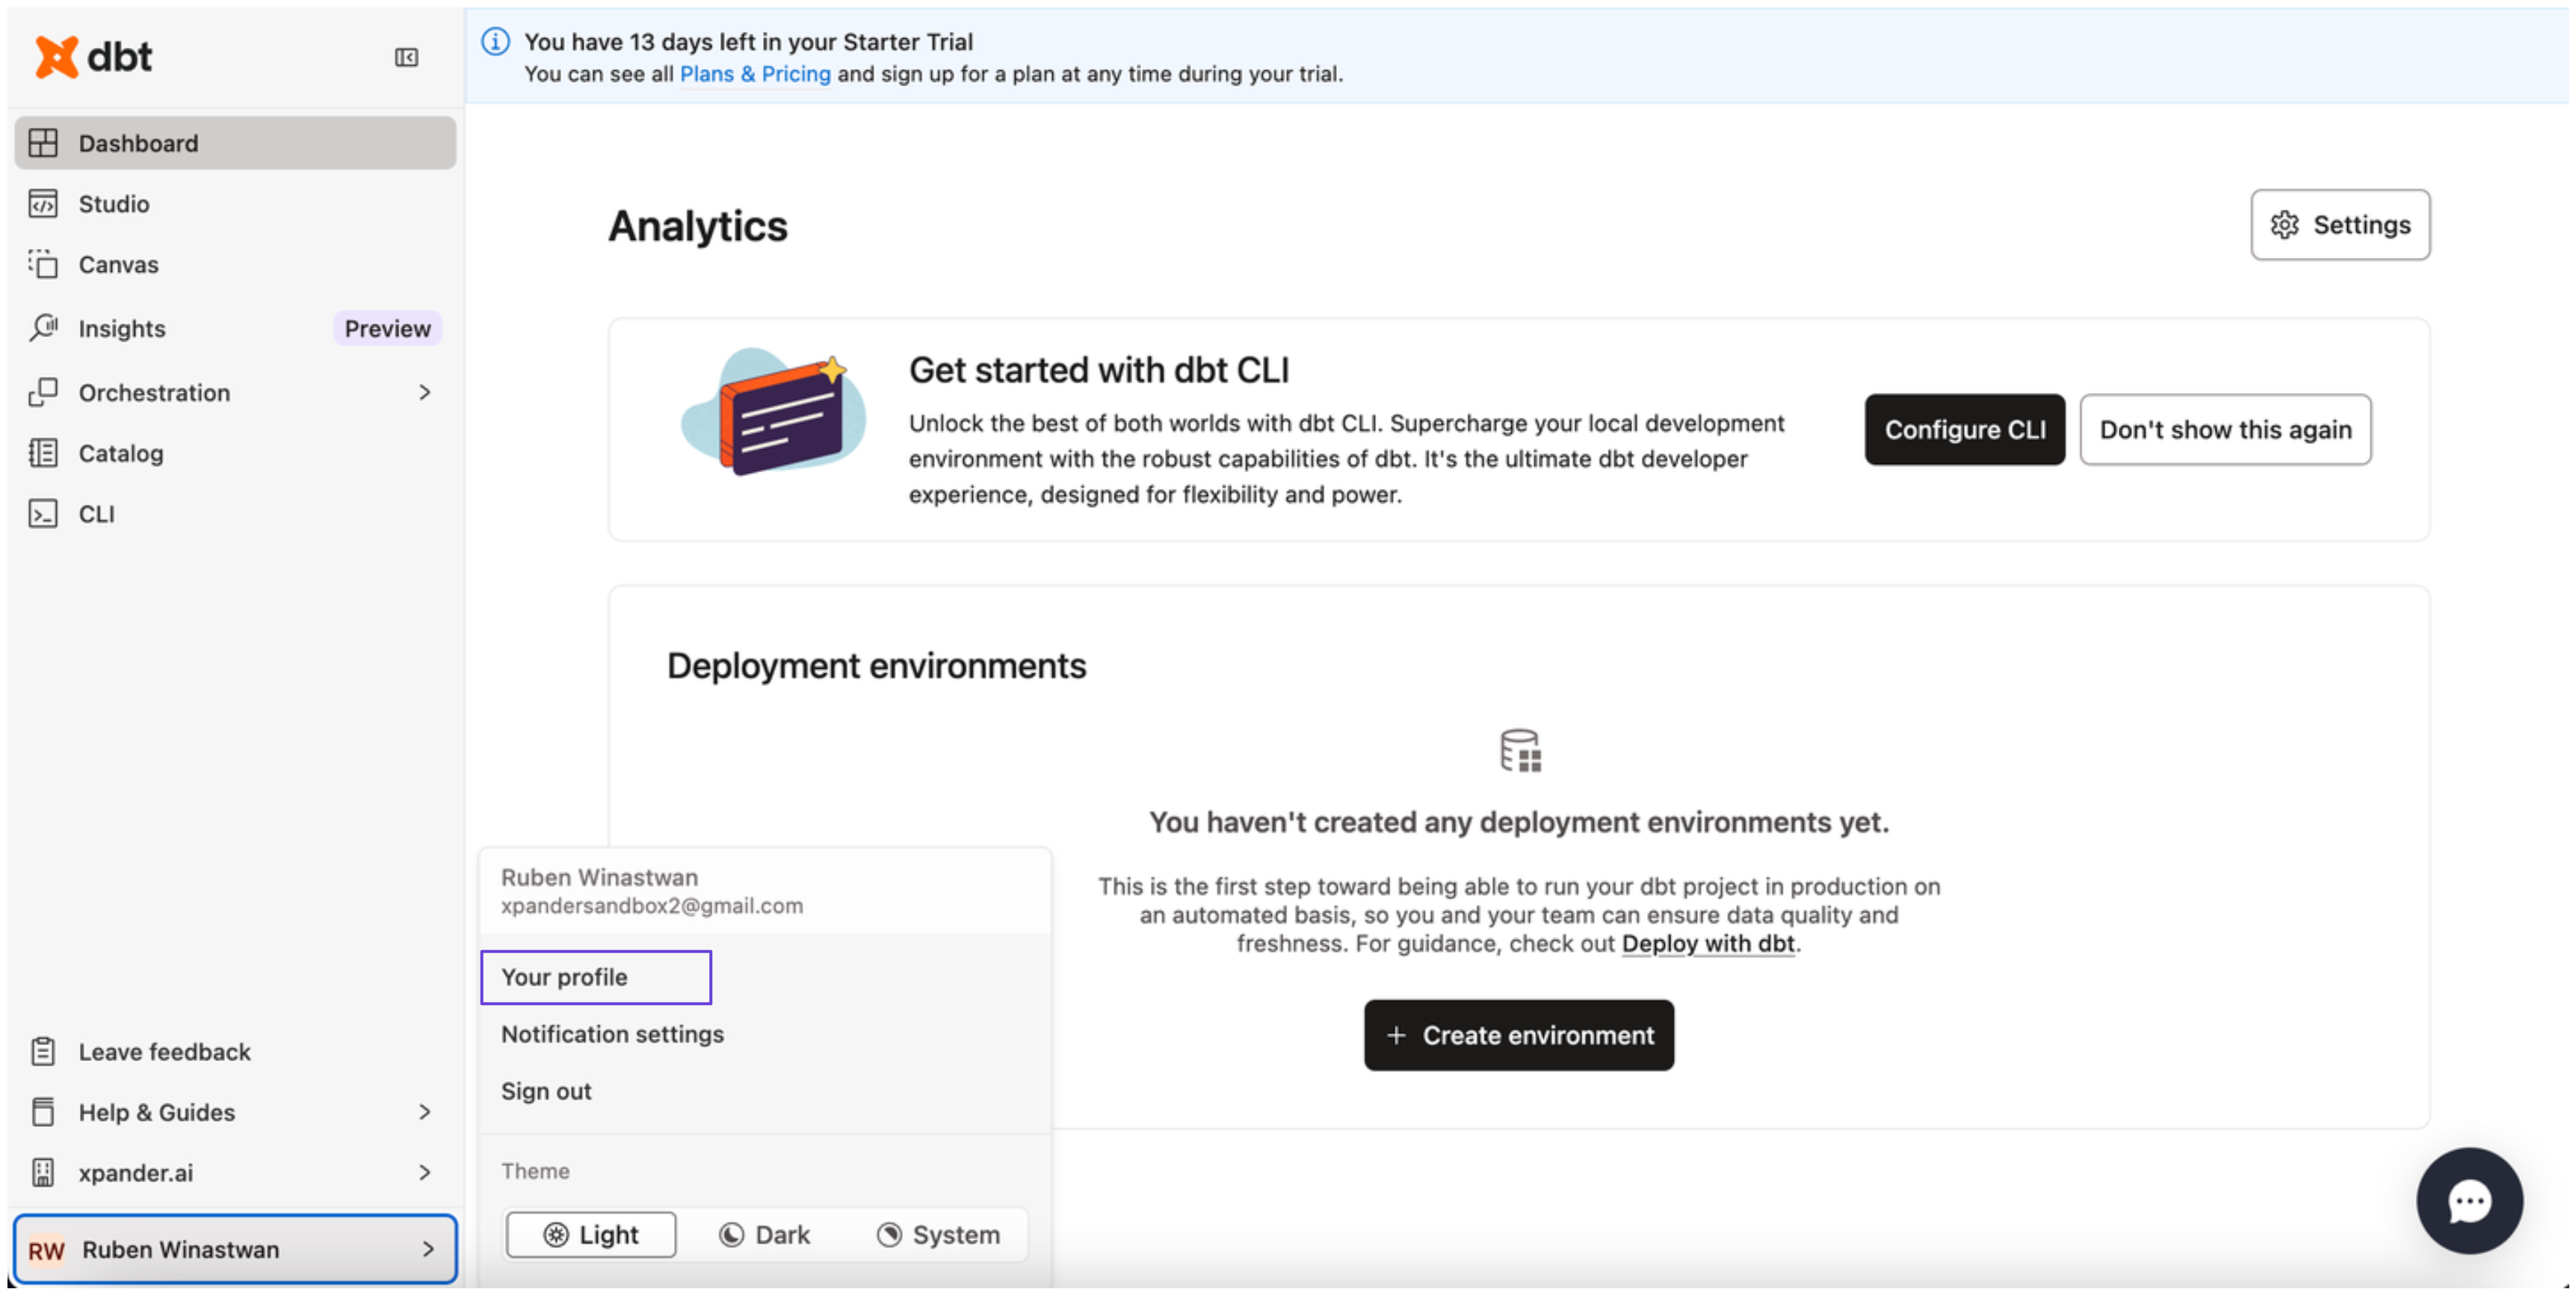 dbt
Dashboard
Studio
Canvas
Insights Preview
Orchestration
Catalog
CLI
Leave feedback
Help & Guides
xpander.ai
RW Ruben Winastwan
You have 13 days left in your Starter Trial
You can see all Plans & Pricing and sign up for a plan at any time during your trial.
Analytics
Settings
Get started with dbt CLI
Unlock the best of both worlds with dbt CLI. Supercharge your local development
environment with the robust capabilities of dbt. It's the ultimate dbt developer
experience, designed for flexibility and power.
Configure CLI
Don't show this again
Deployment environments
You haven't created any deployment environments yet.
This is the first step toward being able to run your dbt project in production on
an automated basis, so you and your team can ensure data quality and
freshness. For guidance, check out Deploy with dbt.
+ Create environment
Ruben Winastwan
xpandersandbox2@gmail.com
Your profile
Notification settings
Sign out
Theme
Light Dark System